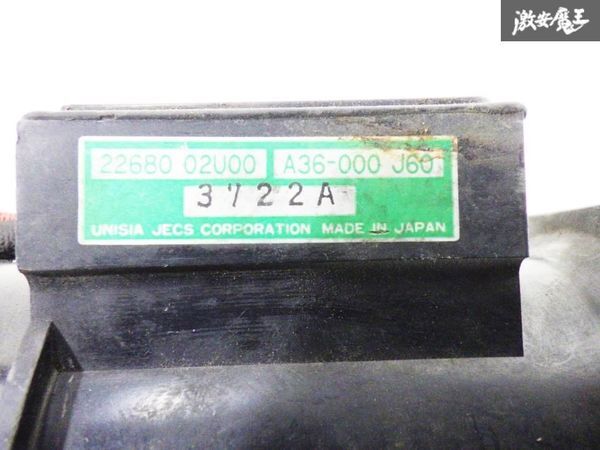 激安魔王
22680 02U00 A36-000 J60
3722A
UNISIA JECS CORPORATION MADE IN JAPAN